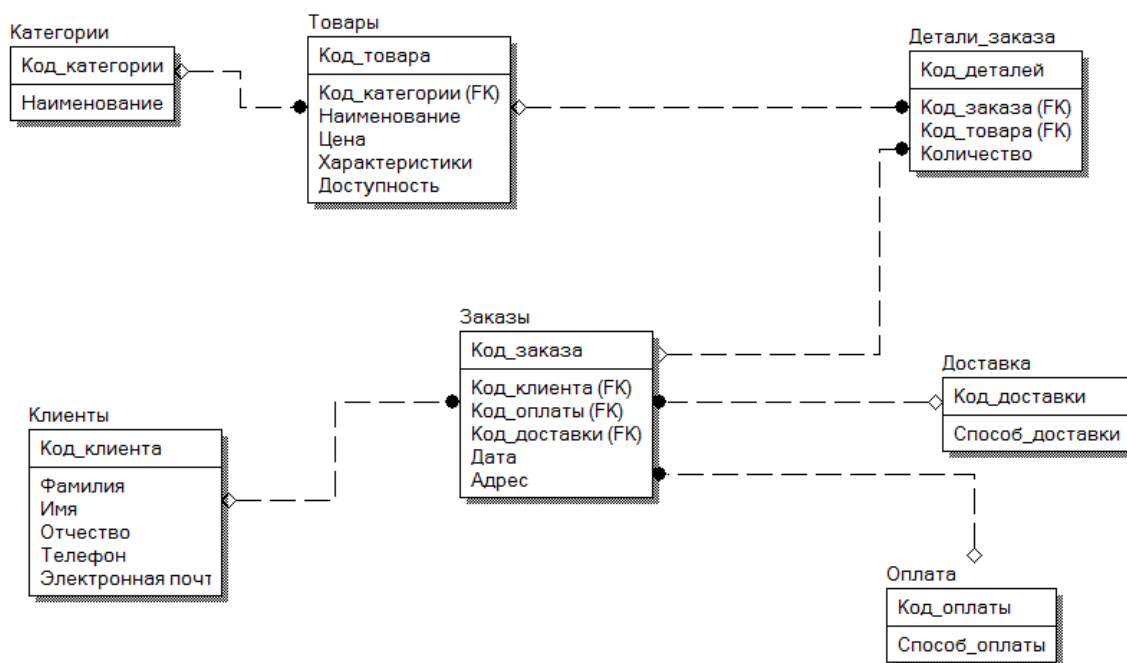 Категории
Код_категории
Наименование
Товары
Код_товара
Код_категории (FK)
Наименование
Цена
Характеристики
Доступность
Детали_заказа
Код_деталей
Код_заказа (FK)
Код_товара (FK)
Количество
Заказы
Код_заказа
Код_клиента (FK)
Код_оплаты (FK)
Код_доставки (FK)
Дата
Адрес
Доставка
Код_доставки
Способ_доставки
Клиенты
Код_клиента
Фамилия
Имя
Отчество
Телефон
Электронная почт
Оплата
Код_оплаты
Способ_оплаты